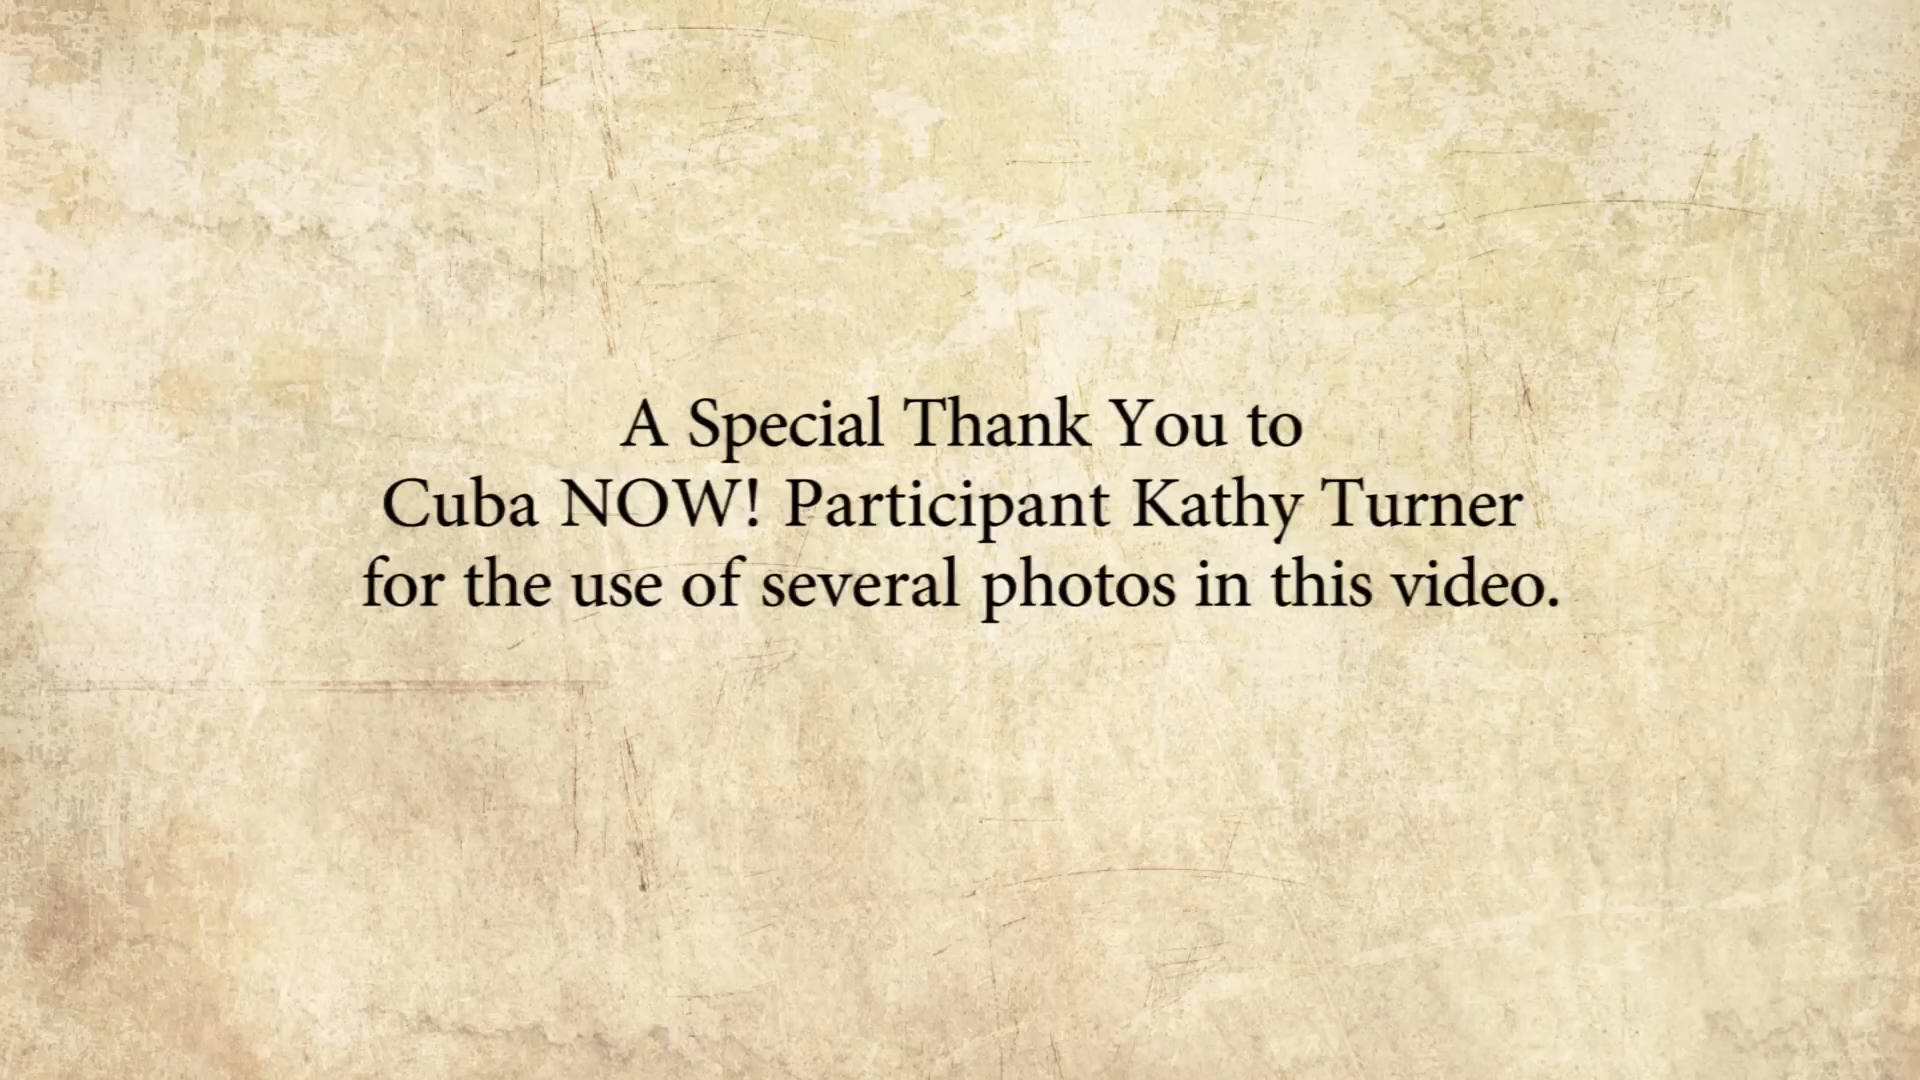 A Special Thank You to
Cuba NOW! Participant Kathy Turner
for the use of several photos in this video.